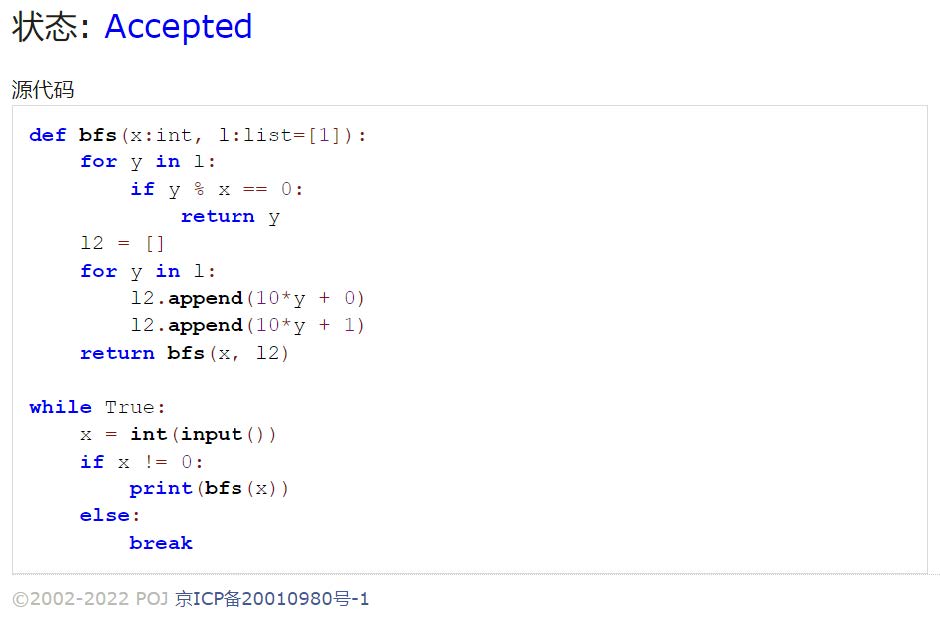 状态: Accepted
源代码
def bfs(x:int, l:list=[1]):
    for y in l:
        if y % x == 0:
            return y
    l2 = []
    for y in l:
        l2.append(10*y + 0)
        l2.append(10*y + 1)
    return bfs(x, l2)

while True:
    x = int(input())
    if x != 0:
        print(bfs(x))
    else:
        break
©2002-2022 POJ 京ICP备20010980号-1